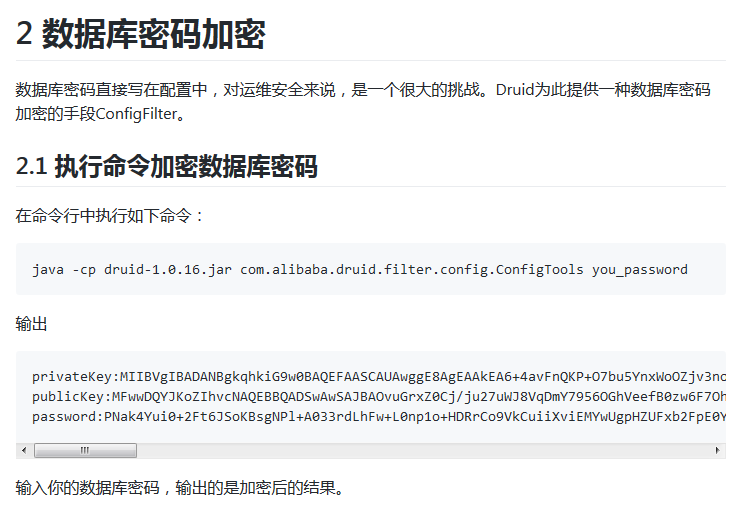 2 数据库密码加密
数据库密码直接写在配置中，对运维安全来说，是一个很大的挑战。Druid为此提供一种数据库密码
加密的手段ConfigFilter。
2.1 执行命令加密数据库密码
在命令行中执行如下命令：
java -cp druid-1.0.16.jar com.alibaba.druid.filter.config.ConfigTools you_password
输出
privateKey:MIIBVgIBADANBgkqhkiG9w0BAQEFAASCAUAwggE8AgEAAkEA6+4avFnQKP+O7bu5YnxWoOZjv3no
publicKey:MFwwDQYJKoZIhvcNAQEBBQADSwAwSAJBAOvuGrxZ0Cj/ju27uWJ8VqDmY7956OGhVeefB0zw6F7Oh
password:PNak4Yui0+2Ft6JSoKBsgNPl+A033rdLhFw+L0np1o+HDRrCo9VkCuiiXviEMYwUgpHZUFxb2FpE0Y
输入你的数据库密码，输出的是加密后的结果。